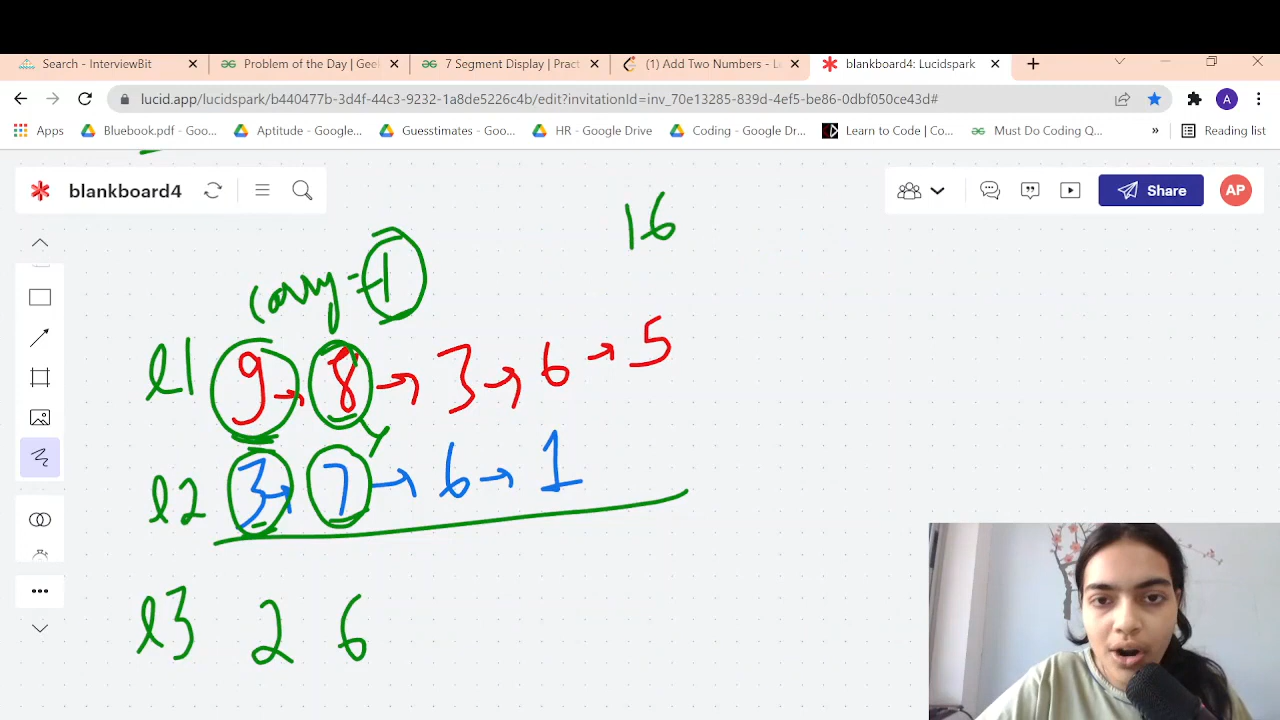 Search - InterviewBit
Problem of the Day | Geel
7 Segment Display | Pract
(1) Add Two Numbers - Le
blankboard4: Lucidspark
lucid.app/lucidspark/b440477b-3d4f-44c3-9232-1a8de5226c4b/edit?invitationId=inv_70e13285-839d-4ef5-be86-0dbf050ce43d#
A
Apps
Bluebook.pdf - Goo...
Aptitude - Google...
Guesstimates - Goo...
HR - Google Drive
Coding - Google Dr...
Learn to Code | Co...
Must Do Coding Q...
»
Reading list
blankboard4
Share
AP
16
carry = 1
l1 9 → 8 → 3 → 6 → 5
l2 3 → 7 → 6 → 1
l3 2 6